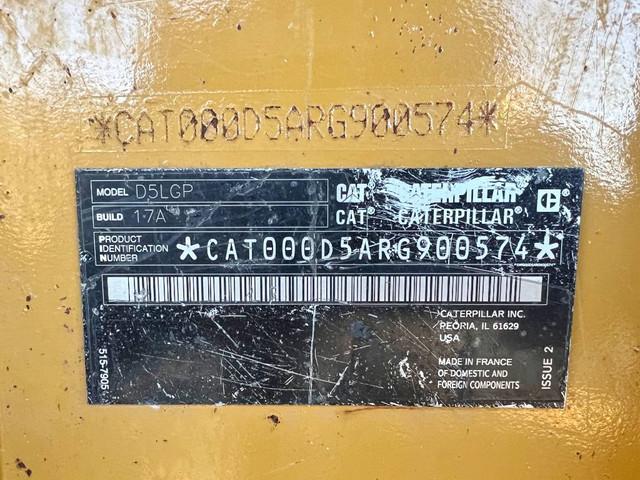 *CAT000D5ARG900574*
MODEL D5LGP
BUILD 17A
CAT CATERPILLAR
CAT® CATERPILLAR®
PRODUCT IDENTIFICATION NUMBER *CAT000D5ARG900574*
CATERPILLAR INC.
PEORIA, IL 61629
USA
MADE IN FRANCE
OF DOMESTIC AND
FOREIGN COMPONENTS
515-7905
ISSUE 2